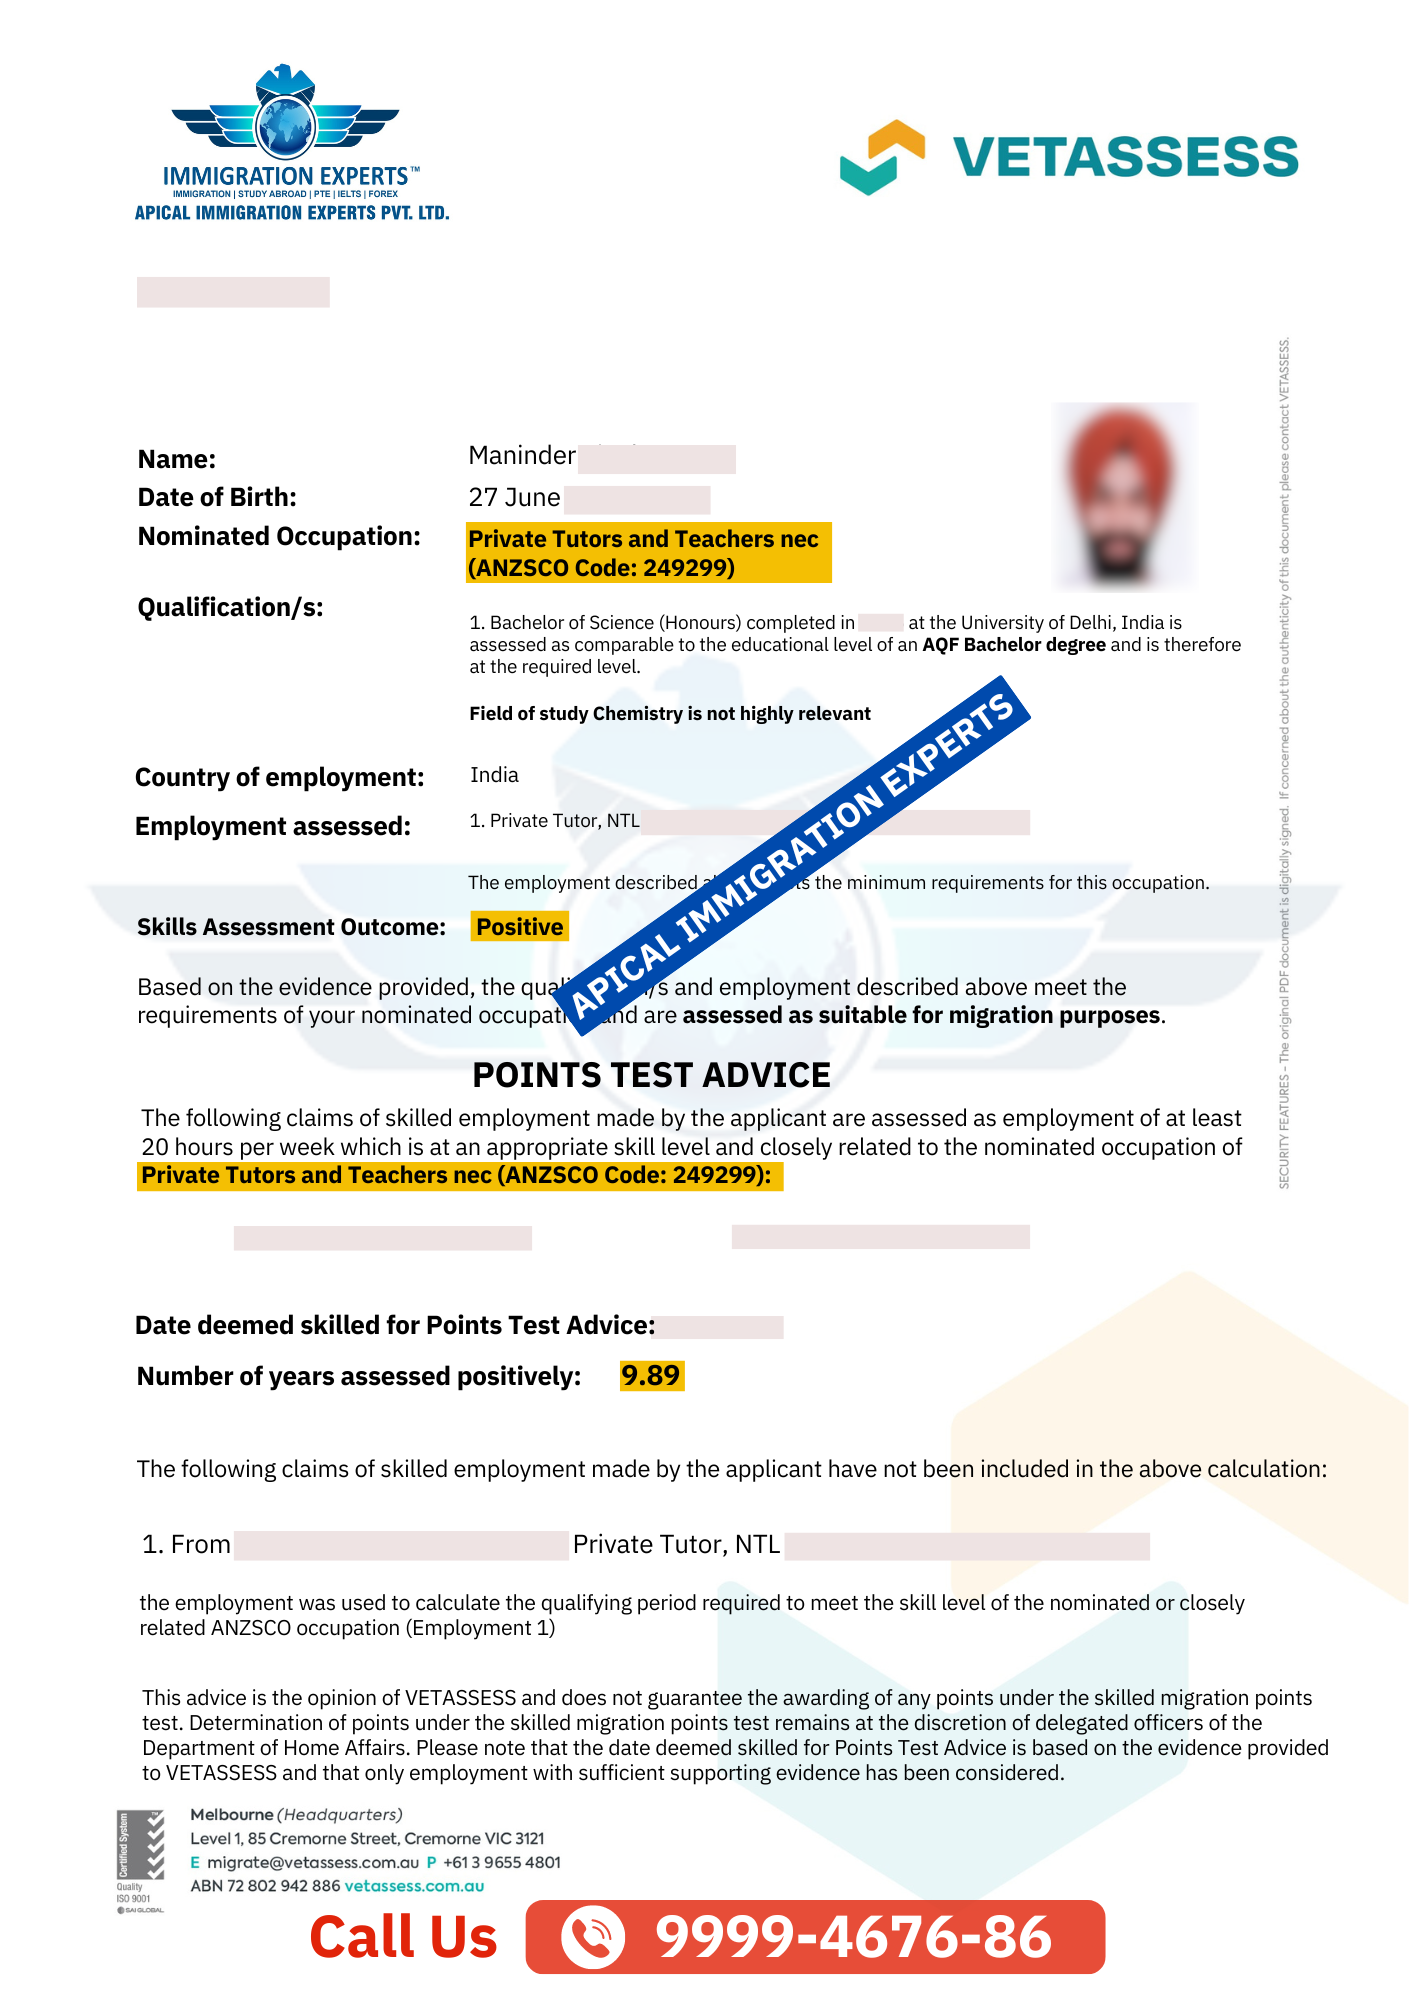 IMMIGRATION EXPERTS™
IMMIGRATION | STUDY ABROAD | PTE | IELTS | FOREX
APICAL IMMIGRATION EXPERTS PVT. LTD.
VETASSESS
Name: Maninder
Date of Birth: 27 June
Nominated Occupation: Private Tutors and Teachers nec
(ANZSCO Code: 249299)
Qualification/s:
1. Bachelor of Science (Honours) completed in at the University of Delhi, India is
assessed as comparable to the educational level of an AQF Bachelor degree and is therefore
at the required level.
Field of study Chemistry is not highly relevant
Country of employment: India
Employment assessed: 1. Private Tutor, NTL
The employment described the minimum requirements for this occupation.
Skills Assessment Outcome: Positive
APICAL IMMIGRATION EXPERTS
Based on the evidence provided, the and employment described above meet the
requirements of your nominated and are assessed as suitable for migration purposes.
POINTS TEST ADVICE
The following claims of skilled employment made by the applicant are assessed as employment of at least
20 hours per week which is at an appropriate skill level and closely related to the nominated occupation of
Private Tutors and Teachers nec (ANZSCO Code: 249299):
Date deemed skilled for Points Test Advice:
Number of years assessed positively: 9.89
The following claims of skilled employment made by the applicant have not been included in the above calculation:
1. From Private Tutor, NTL
the employment was used to calculate the qualifying period required to meet the skill level of the nominated or closely
related ANZSCO occupation (Employment 1)
This advice is the opinion of VETASSESS and does not guarantee the awarding of any points under the skilled migration points
test. Determination of points under the skilled migration points test remains at the discretion of delegated officers of the
Department of Home Affairs. Please note that the date deemed skilled for Points Test Advice is based on the evidence provided
to VETASSESS and that only employment with sufficient supporting evidence has been considered.
SECURITY FEATURES - The original PDF document is digitally signed. If concerned about the authenticity of this document please contact VETASSESS.
Certified System
Quality
ISO 9001
SAI GLOBAL
Melbourne (Headquarters)
Level 1, 85 Cremorne Street, Cremorne VIC 3121
E migrate@vetassess.com.au P +61 3 9655 4801
ABN 72 802 942 886 vetassess.com.au
Call Us 9999-4676-86